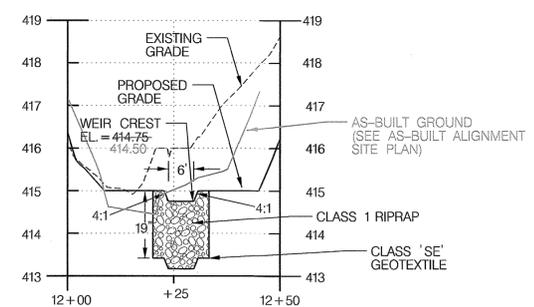 419
419
EXISTING
GRADE
418
418
PROPOSED
GRADE
417
417
WEIR CREST
EL. = 414.75
414.50
AS-BUILT GROUND
(SEE AS-BUILT ALIGNMENT
SITE PLAN)
416
416
6'
415
415
4:1
4:1
CLASS 1 RIPRAP
19"
414
414
CLASS 'SE'
GEOTEXTILE
413
413
12+00
+25
12+50